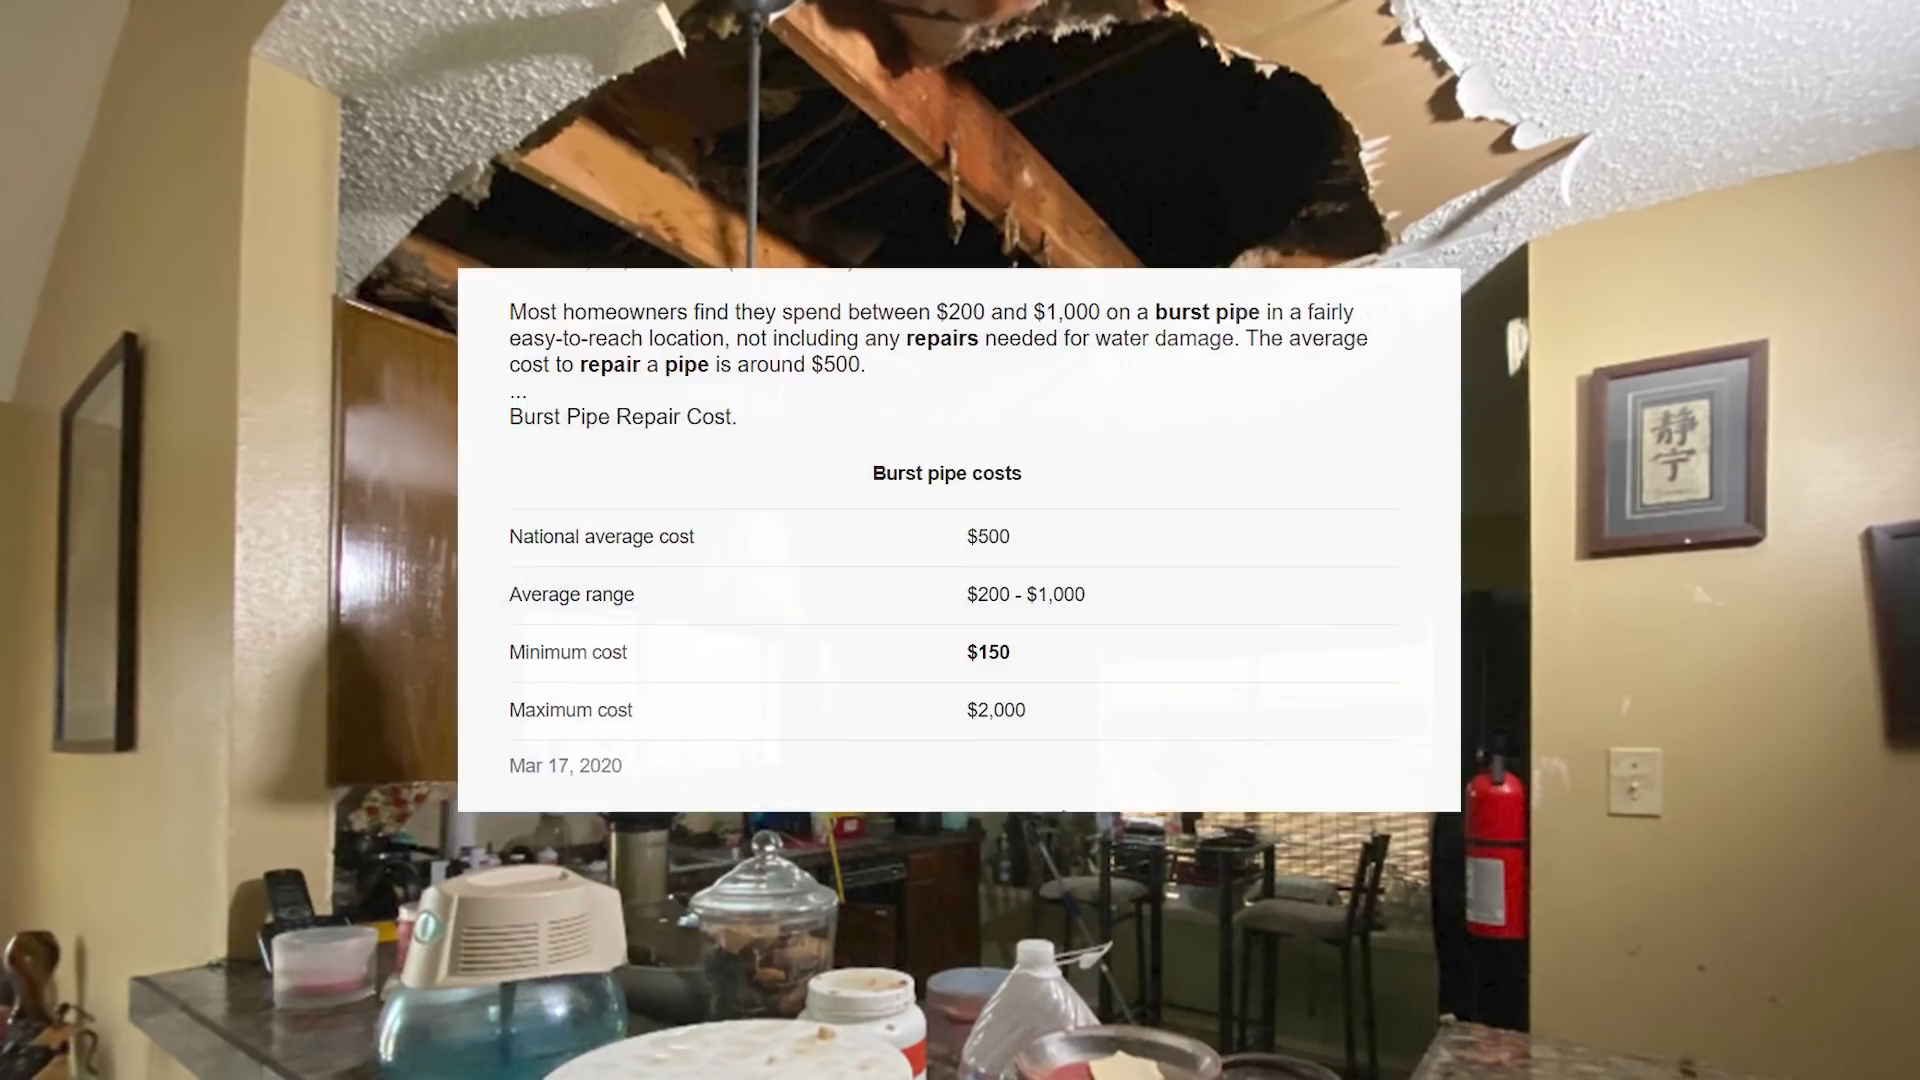 Most homeowners find they spend between $200 and $1,000 on a burst pipe in a fairly
easy-to-reach location, not including any repairs needed for water damage. The average
cost to repair a pipe is around $500.
...
Burst Pipe Repair Cost.
Burst pipe costs
National average cost $500
Average range $200 - $1,000
Minimum cost $150
Maximum cost $2,000
Mar 17, 2020
静
宁